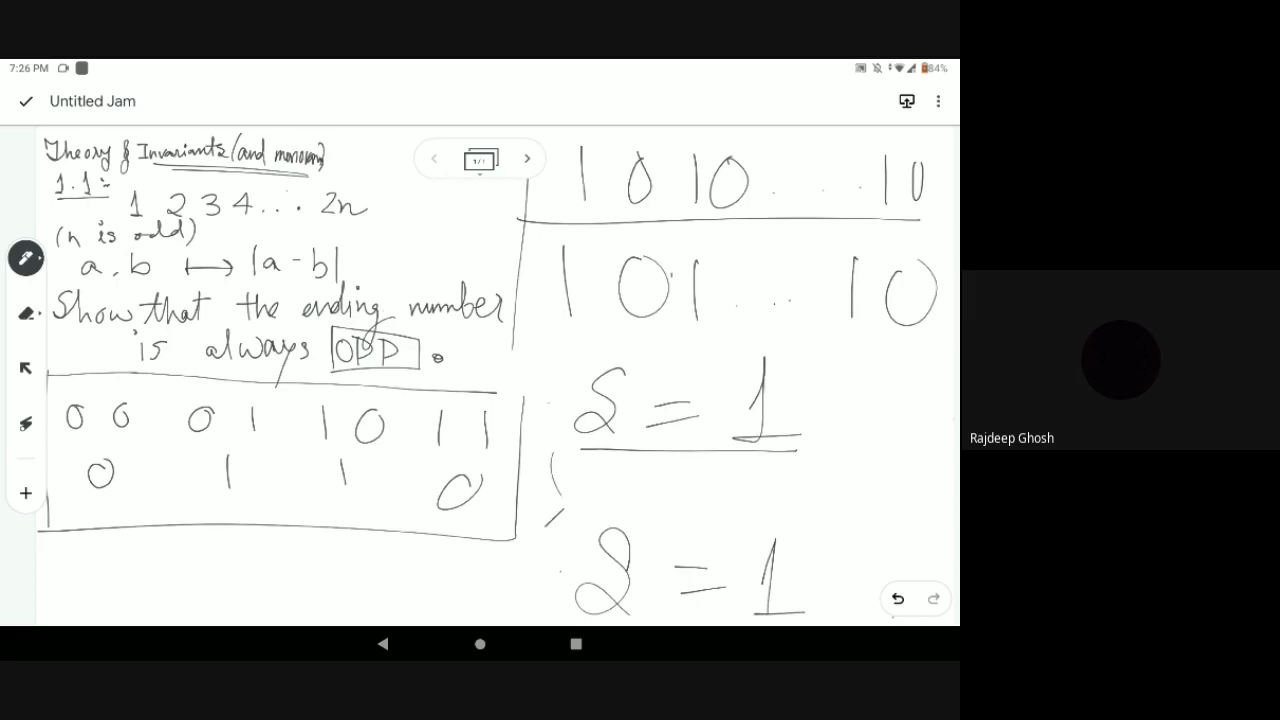 7:26 PM
84%
Untitled Jam
Theory of Invariants (and
1/1
1.1:-
1 2 3 4 ... 2n
(n is odd)
a, b ↦ |a - b|
Show that the ending number
is always ODD.
0 0 0 1 1 0 1 1
0 1 1 0
1 0 1 0 . . . . 1 0
1 0 1 . . . . 1 0
S = 1
S = 1
Rajdeep Ghosh